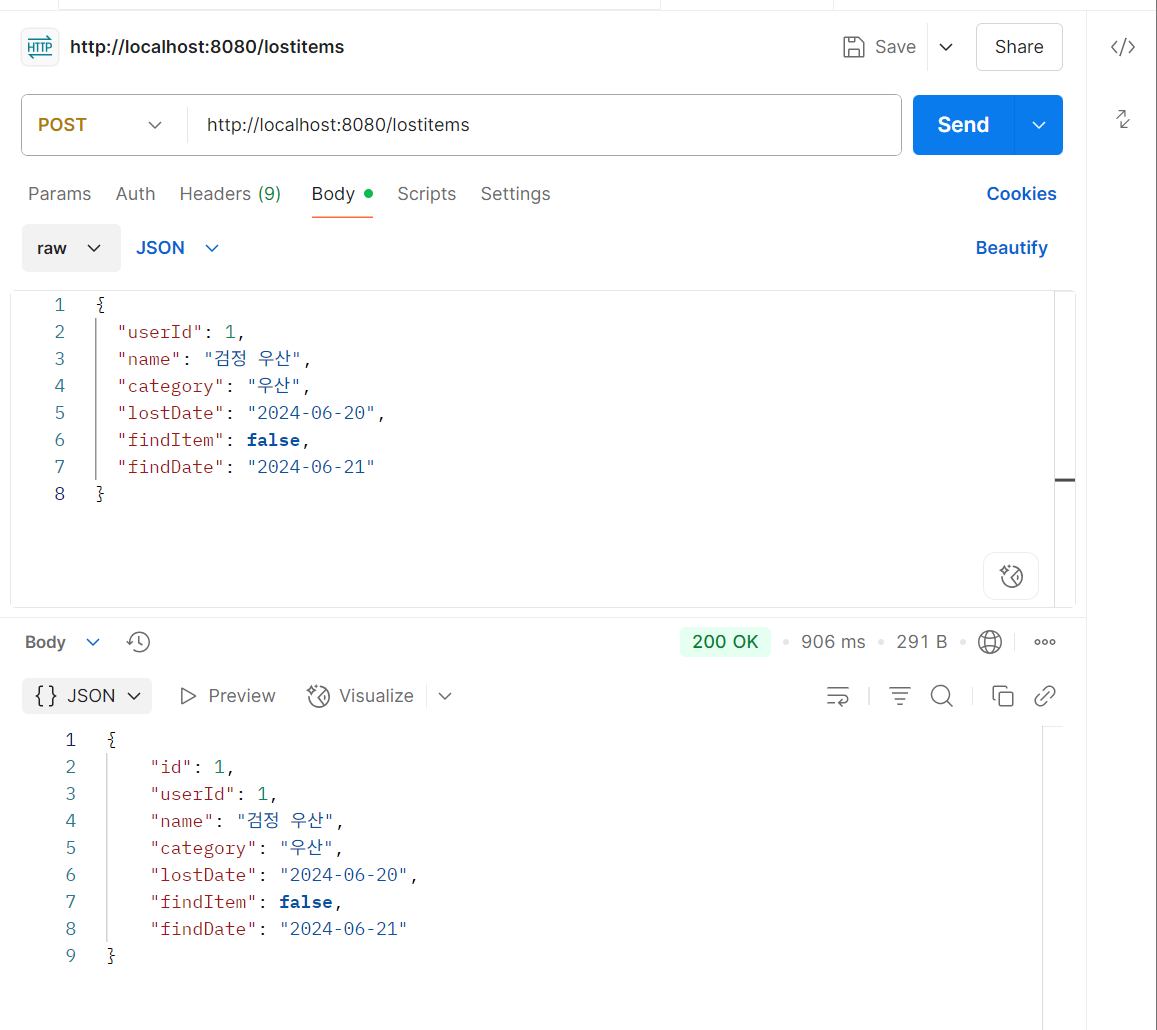 HTTP http://localhost:8080/lostitems Save Share </>
POST http://localhost:8080/lostitems Send
Params Auth Headers (9) Body Scripts Settings Cookies
raw JSON Beautify
1 {
2 "userId": 1,
3 "name": "검정 우산",
4 "category": "우산",
5 "lostDate": "2024-06-20",
6 "findItem": false,
7 "findDate": "2024-06-21"
8 }
Body 200 OK 906 ms 291 B
{} JSON Preview Visualize
1 {
2 "id": 1,
3 "userId": 1,
4 "name": "검정 우산",
5 "category": "우산",
6 "lostDate": "2024-06-20",
7 "findItem": false,
8 "findDate": "2024-06-21"
9 }